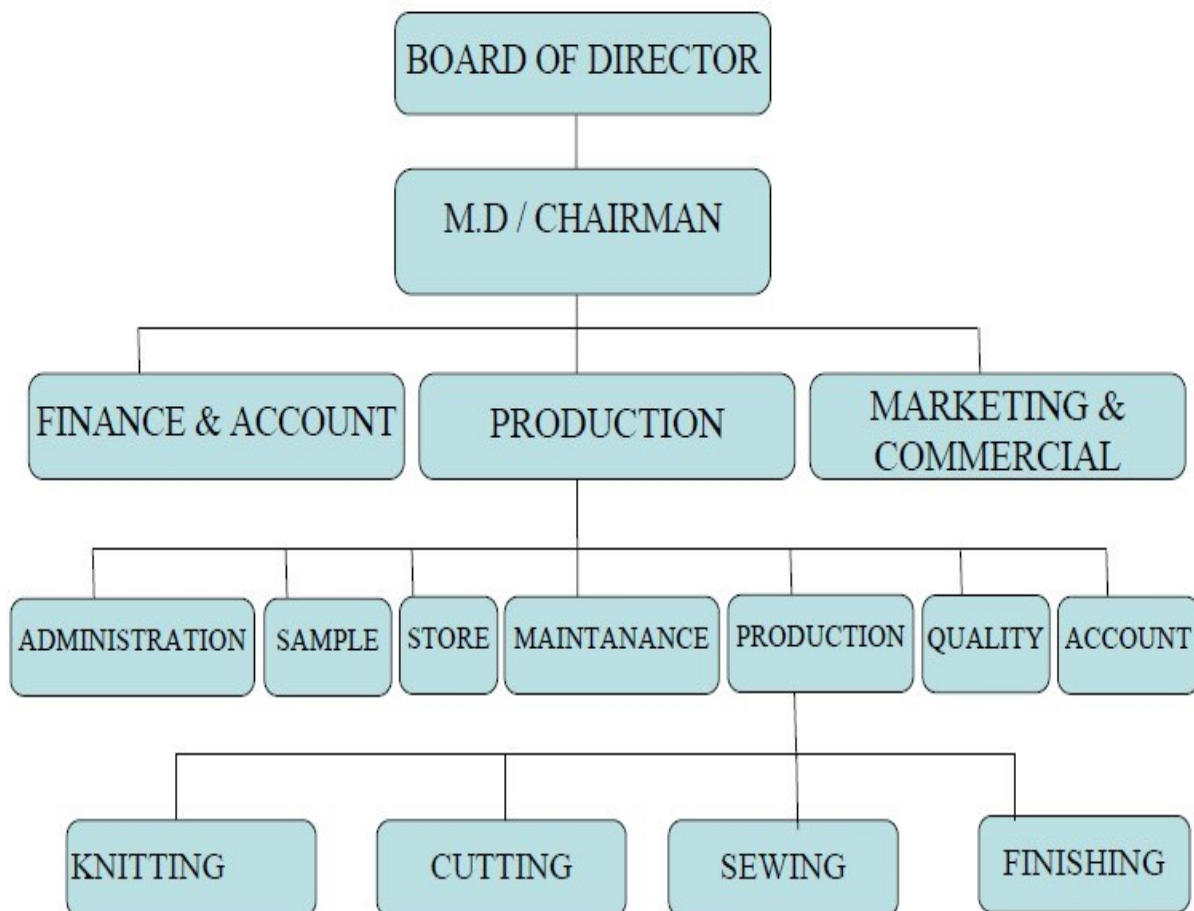 BOARD OF DIRECTOR
M.D / CHAIRMAN
FINANCE & ACCOUNT
PRODUCTION
MARKETING &
COMMERCIAL
ADMINISTRATION
SAMPLE
STORE
MAINTANANCE
PRODUCTION
QUALITY
ACCOUNT
KNITTING
CUTTING
SEWING
FINISHING